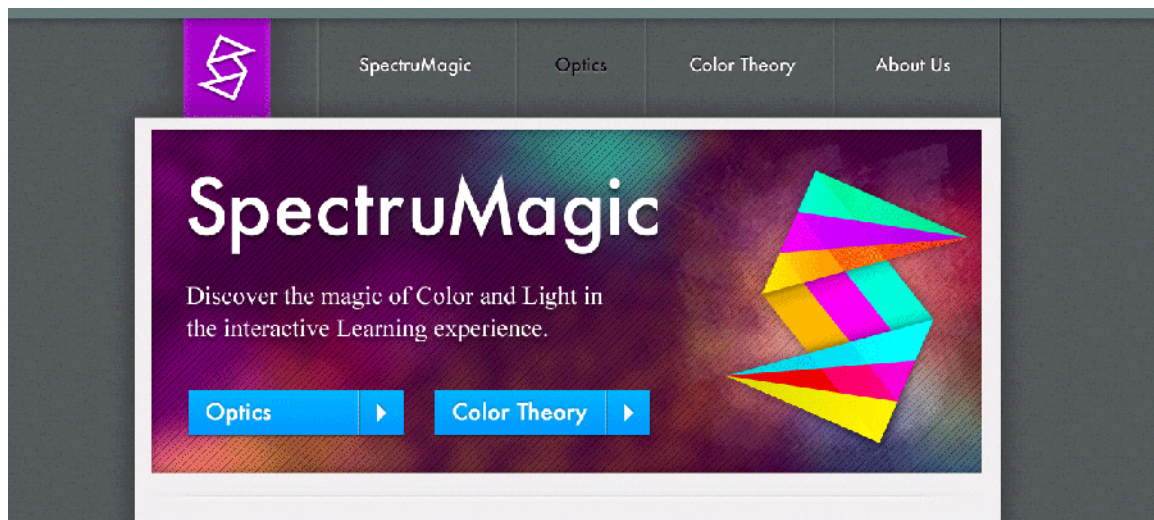 SpectruMagic
Optics
Color Theory
About Us
SpectruMagic
Discover the magic of Color and Light in
the interactive Learning experience.
Optics
Color Theory